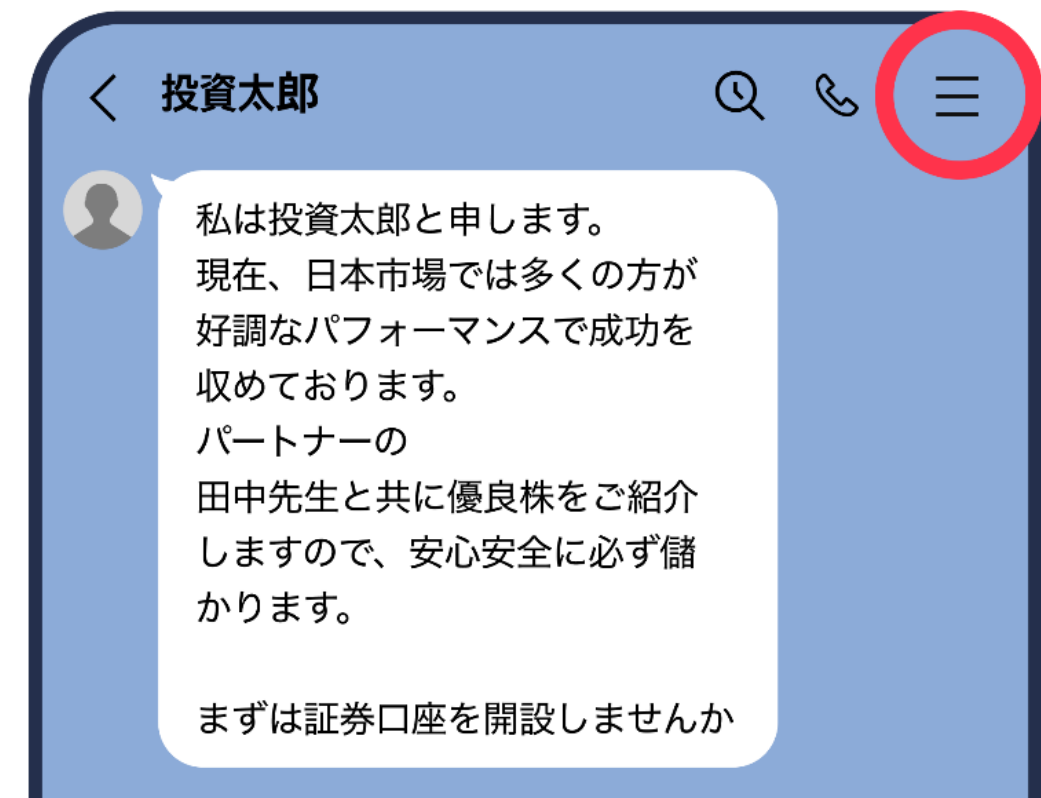 投資太郎
私は投資太郎と申します。
現在、日本市場では多くの方が
好調なパフォーマンスで成功を
収めております。
パートナーの
田中先生と共に優良株をご紹介
しますので、安心安全に必ず儲
かります。
まずは証券口座を開設しませんか